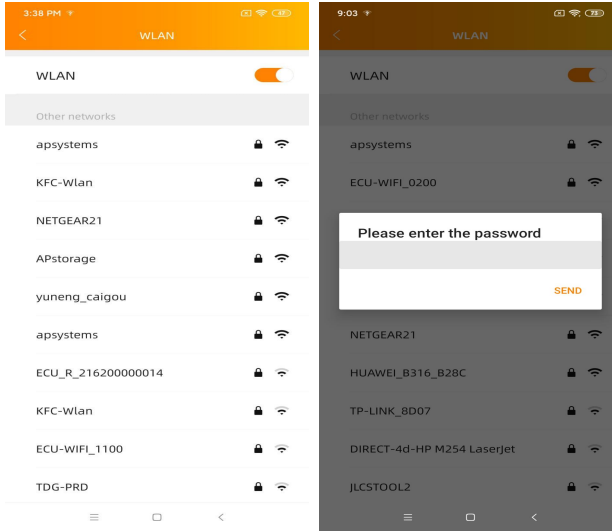 3:38 PM
42
WLAN
WLAN
Other networks
apsystems
KFC-Wlan
NETGEAR21
APstorage
yuneng_caigou
apsystems
ECU_R_216200000014
KFC-Wlan
ECU-WIFI_1100
TDG-PRD
9:03
73
WLAN
WLAN
Other networks
apsystems
ECU-WIFI_0200
Please enter the password
SEND
NETGEAR21
HUAWEI_B316_B28C
TP-LINK_8D07
DIRECT-4d-HP M254 LaserJet
JLCSTOOL2